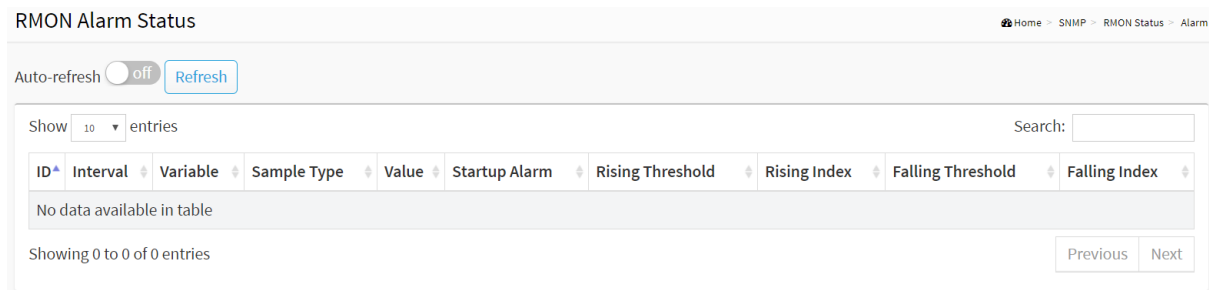 RMON Alarm Status
Home > SNMP > RMON Status > Alarm
Auto-refresh off Refresh
Show 10 entries Search:
ID Interval Variable Sample Type Value Startup Alarm Rising Threshold Rising Index Falling Threshold Falling Index
No data available in table
Showing 0 to 0 of 0 entries
Previous Next